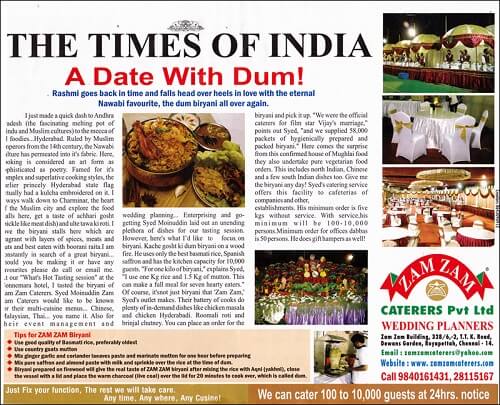 THE TIMES OF INDIA
A Date With Dum!
Rashmi goes back in time and falls head over heels in love with the eternal
Nawabi favourite, the dum biryani all over again.
I just made a quick dash to Andhra
adesh (the fascinating melting pot of
indu and Muslim cultures) to the mecca of
l foodies...Hyderabad. Ruled by Muslim
nperors from the 14th century, the Nawabi
ilture has permeated into it's fabric. Here,
ooking is considered an art form as
ophisticated as poetry. Famed for it's
omplex and superlative cooking styles, the
erlier princely Hyderabad state flag
tually had a kulcha embroidered on it. I
ways walk down to Charminar, the heart
f the Muslim city and explore the food
alls here, get a taste of sehhari gosht
sickle like meat dish) and ulte tawa ki roti. I
ove the biryani stalls here which are
agrant with layers of spices, meats and
ats and best eaten with boorani raita I am
instantly in search of a great biryani...
ould you be making it or have any
ivourites please do call or email me.
.t our "What's Hot Tasting session" at the
onnemara hotel, I tasted the biryani of
am Zam Caterers. Syed Moinuddin Zam
am Caterers would like to be known
r their multi-cuisine menus... Chinese,
falaysian, Thai... you name it. Also for
heir event management and
wedding planning... Enterprising and go-
getting Syed Moinuddin laid out an unending
plethora of dishes for our tasting session.
However, here's what I'd like to focus on
biryani. Kache gosht ki dum biryani on a wood
fire. He uses only the best basmati rice, Spanish
saffron and has the kitchen capacity for 10,000
guests. "For one kilo of biryani," explains Syed,
"I use one Kg rice and 1.5 Kg of mutton. This
can make a full meal for seven hearty eaters."
Of course, it's not just biryani that 'Zam Zam,'
Syed's outlet makes. Their battery of cooks do
plenty of in-demand dishes like chicken masala
and chicken Hyderabadi. Roomali roti and
brinjal chutney. You can place an order for the
biryani and pick it up. "We were the official
caterers for film star Vijay's marriage,"
points out Syed, "and we supplied 58,000
packets of hygienically prepared and
packed biryani." Here comes the surprise
from this confirmed house of Mughlai food
they also undertake pure vegetarian food
orders. This includes north Indian, Chinese
and a few south Indian dishes too. Give me
the biryani any day! Syed's catering service
offers this facility to cafeterias of
companies and other,
establishments. His minimum order is five
kgs without service. With service,his
minimum will be 100-10,000
persons.Minimum order for offices dabbas
is 50 persons. He does gift hampers as well!
Tips for ZAM ZAM Biryani
Use good quality of Basmati rice, preferably oldest
Use country goats mutton
Mix ginger garlic and coriander leaves paste and marinate mutton for one hour before preparing
Mix pure saffron and almond paste with milk and sprinkle over the rice at the time of dum.
Biryani prepared on firewood will give the real taste of ZAM ZAM biryani after mixing the rice with Aqni (yakhni), close
the vessel with a lid and place the warm charcoal (live coal) over the lid for 20 minutes to cook over, which is called dum.
ZAM ZAM
CATERERS Pvt Ltd
WEDDING PLANNERS
Zam Zam Building, 328/6-2, T.T. K. Road,
Dewans Garden, Royapettah, Chennai - 14.
Email : zamzamcaterers@yahoo.com
Website : www.zamzamcaterers.com
Call 9840161431, 28115167
Just Fix your function, The rest we will take care.
Any time, Any where, Any Cusine!
We can cater 100 to 10,000 guests at 24hrs. notice